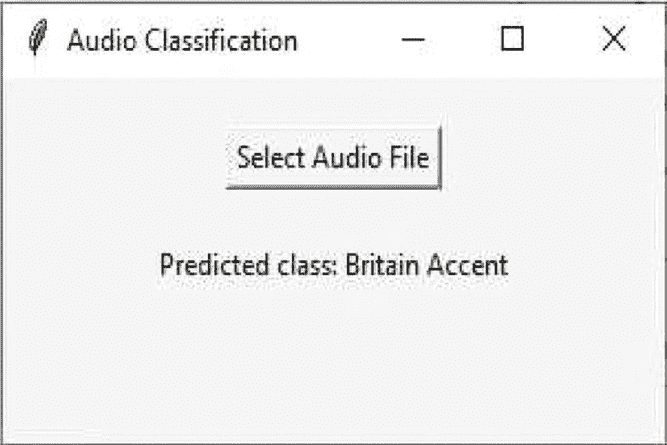 Audio Classification
Select Audio File
Predicted class: Britain Accent